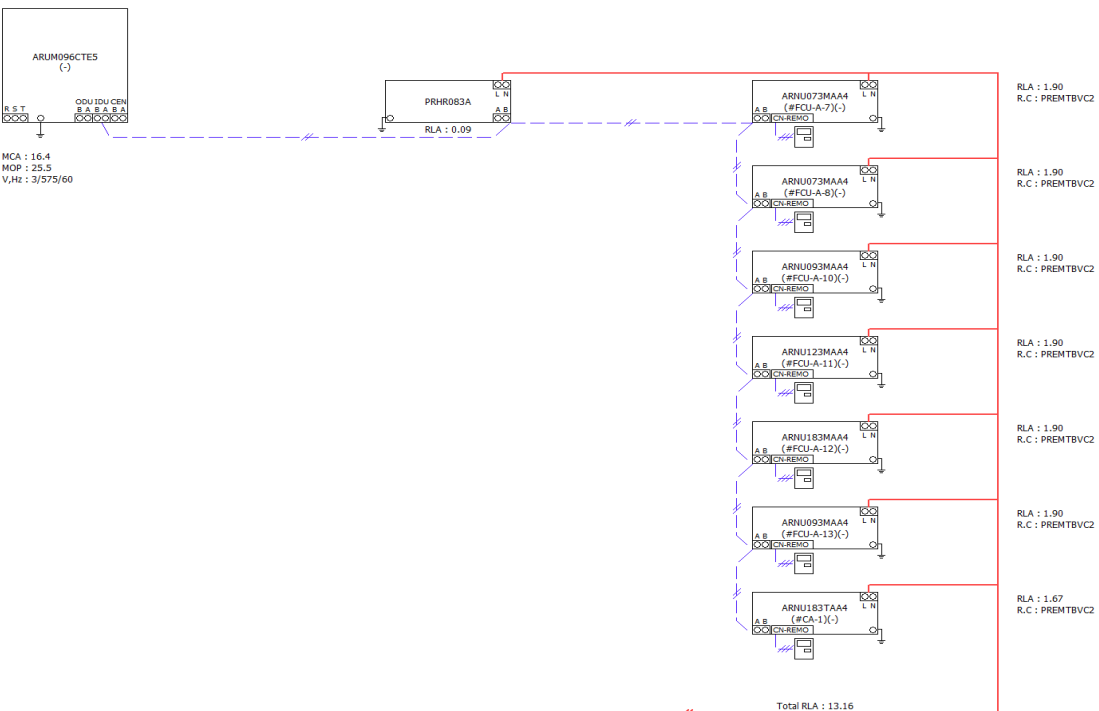 ARUM096CTE5
(-)
R S T
ODU IDU CEN
B A B A B A
MCA : 16.4
MOP : 25.5
V,Hz : 3/575/60
PRHR083A
L N
A B
RLA : 0.09
ARNU073MAA4
(#FCU-A-7)(-)
L N
A B
CN-REMO
RLA : 1.90
R.C : PREMTBVC2
ARNU073MAA4
(#FCU-A-8)(-)
L N
A B
CN-REMO
RLA : 1.90
R.C : PREMTBVC2
ARNU093MAA4
(#FCU-A-10)(-)
L N
A B
CN-REMO
RLA : 1.90
R.C : PREMTBVC2
ARNU123MAA4
(#FCU-A-11)(-)
L N
A B
CN-REMO
RLA : 1.90
R.C : PREMTBVC2
ARNU183MAA4
(#FCU-A-12)(-)
L N
A B
CN-REMO
RLA : 1.90
R.C : PREMTBVC2
ARNU093MAA4
(#FCU-A-13)(-)
L N
A B
CN-REMO
RLA : 1.90
R.C : PREMTBVC2
ARNU183TAA4
(#CA-1)(-)
L N
A B
CN-REMO
RLA : 1.67
R.C : PREMTBVC2
Total RLA : 13.16